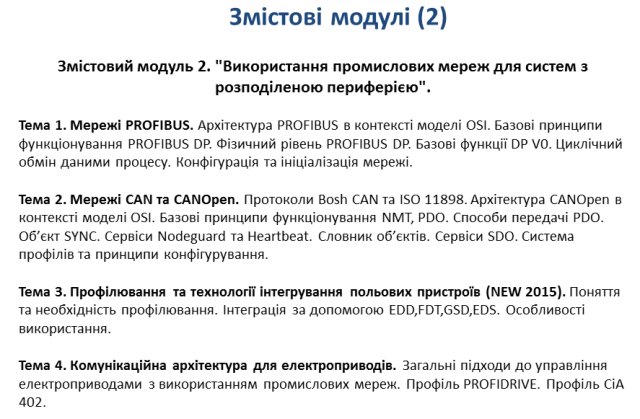 Змістові модулі (2)
Змістовий модуль 2. "Використання промислових мереж для систем з
розподіленою периферією".
Тема 1. Мережі PROFIBUS. Архітектура PROFIBUS в контексті моделі OSI. Базові принципи
функціонування PROFIBUS DP. Фізичний рівень PROFIBUS DP. Базові функції DP V0. Циклічний
обмін даними процесу. Конфігурація та ініціалізація мережі.
Тема 2. Мережі CAN та CANOpen. Протоколи Bosh CAN та ISO 11898. Архітектура CANOpen в
контексті моделі OSI. Базові принципи функціонування NMT, PDO. Способи передачі PDO.
Об’єкт SYNC. Сервіси Nodeguard та Heartbeat. Словник об’єктів. Сервіси SDO. Система
профілів та принципи конфігурування.
Тема 3. Профілювання та технології інтегрування польових пристроїв (NEW 2015). Поняття
та необхідність профілювання. Інтеграція за допомогою EDD,FDT,GSD,EDS. Особливості
використання.
Тема 4. Комунікаційна архітектура для електроприводів. Загальні підходи до управління
електроприводами з використанням промислових мереж. Профіль PROFIDRIVE. Профіль CiA
402.